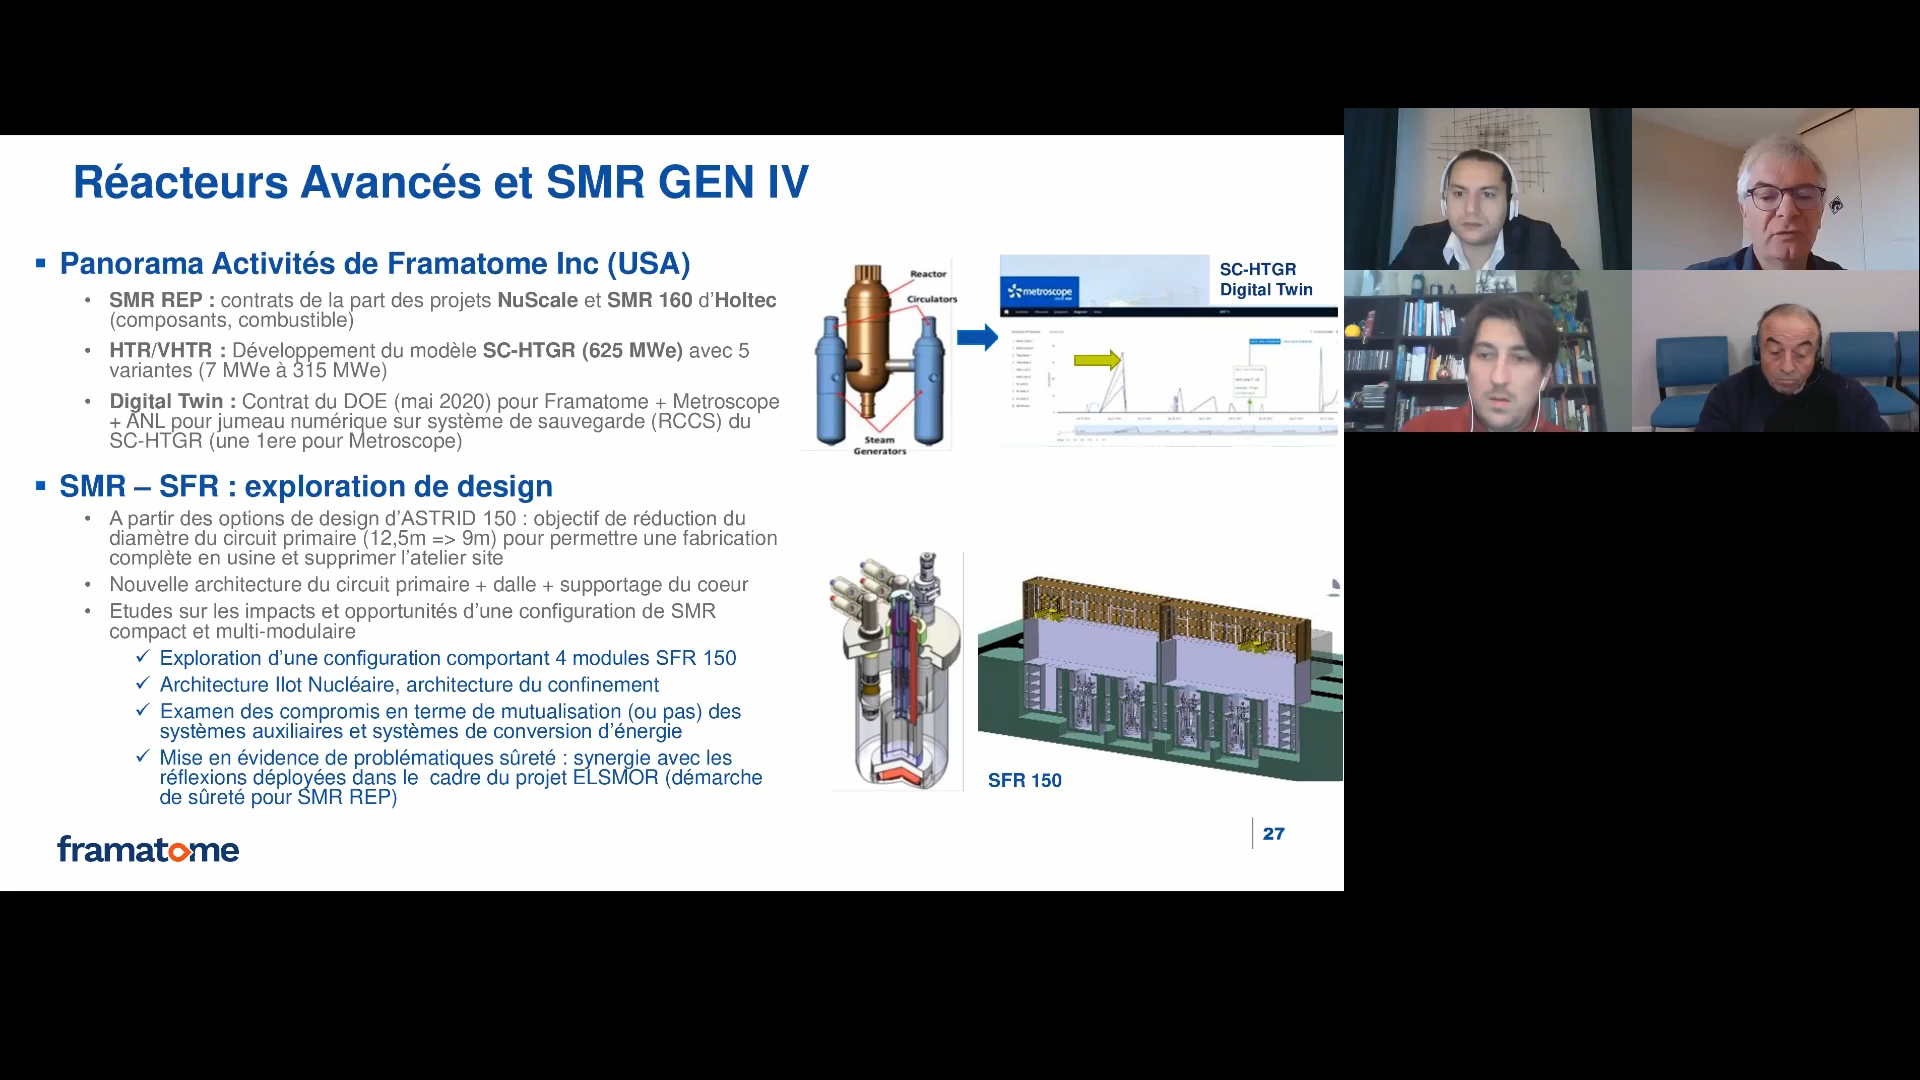 Réacteurs Avancés et SMR GEN IV
Panorama Activités de Framatome Inc (USA)
SMR REP : contrats de la part des projets NuScale et SMR 160 d’Holtec
(composants, combustible)
HTR/VHTR : Développement du modèle SC-HTGR (625 MWe) avec 5
variantes (7 MWe à 315 MWe)
Digital Twin : Contrat du DOE (mai 2020) pour Framatome + Metroscope
+ ANL pour jumeau numérique sur système de sauvegarde (RCCS) du
SC-HTGR (une 1ere pour Metroscope)
Reactor
Circulators
Steam
Generators
metroscope
SC-HTGR
Digital Twin
SMR – SFR : exploration de design
A partir des options de design d’ASTRID 150 : objectif de réduction du
diamètre du circuit primaire (12,5m => 9m) pour permettre une fabrication
complète en usine et supprimer l’atelier site
Nouvelle architecture du circuit primaire + dalle + supportage du coeur
Etudes sur les impacts et opportunités d’une configuration de SMR
compact et multi-modulaire
✓ Exploration d’une configuration comportant 4 modules SFR 150
✓ Architecture Ilot Nucléaire, architecture du confinement
✓ Examen des compromis en terme de mutualisation (ou pas) des
systèmes auxiliaires et systèmes de conversion d’énergie
✓ Mise en évidence de problématiques sûreté : synergie avec les
réflexions déployées dans le cadre du projet ELSMOR (démarche
de sûreté pour SMR REP)
SFR 150
framatome
27